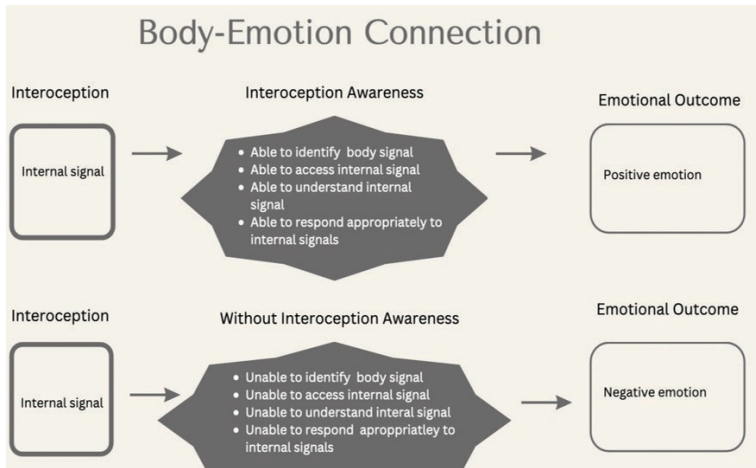 Body-Emotion Connection
Interoception
Interoception Awareness
Emotional Outcome
Internal signal
Able to identify body signal
Able to access internal signal
Able to understand internal
signal
Able to respond appropriately to
internal signals
Positive emotion
Interoception
Without Interoception Awareness
Emotional Outcome
Internal signal
Unable to identify body signal
Unable to access internal signal
Unable to understand interal signal
Unable to respond aproppriatley to
internal signals
Negative emotion